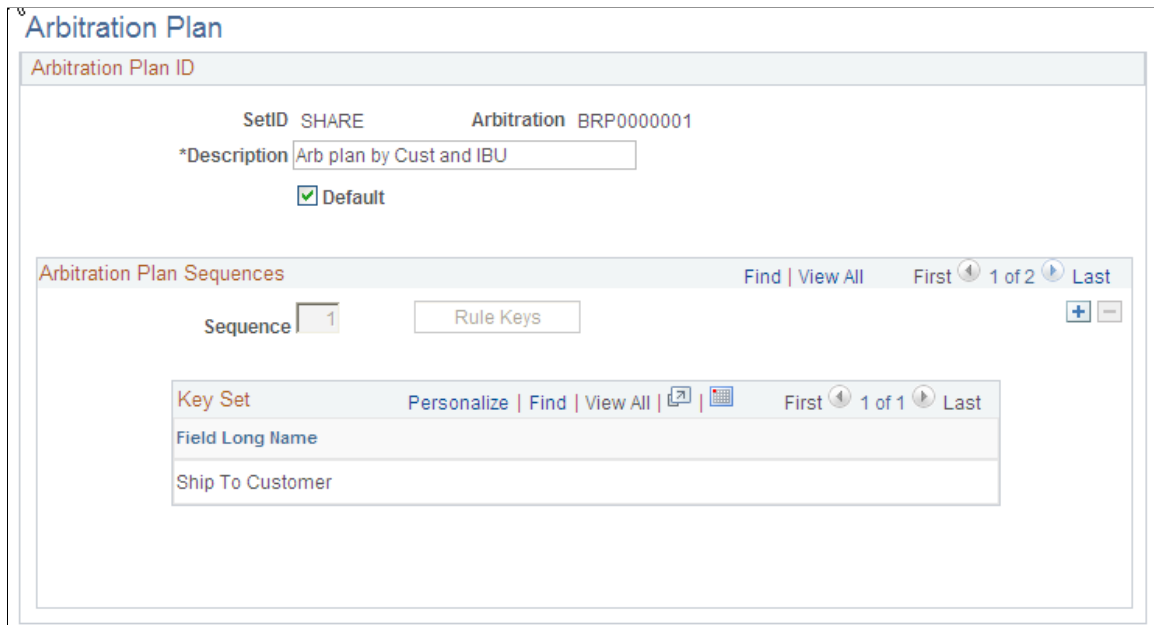 Arbitration Plan
Arbitration Plan ID
SetID SHARE Arbitration BRP0000001
*Description Arb plan by Cust and IBU
Default
Arbitration Plan Sequences Find | View All First 1 of 2 Last
Sequence 1 Rule Keys
Key Set Personalize | Find | View All | | First 1 of 1 Last
Field Long Name
Ship To Customer